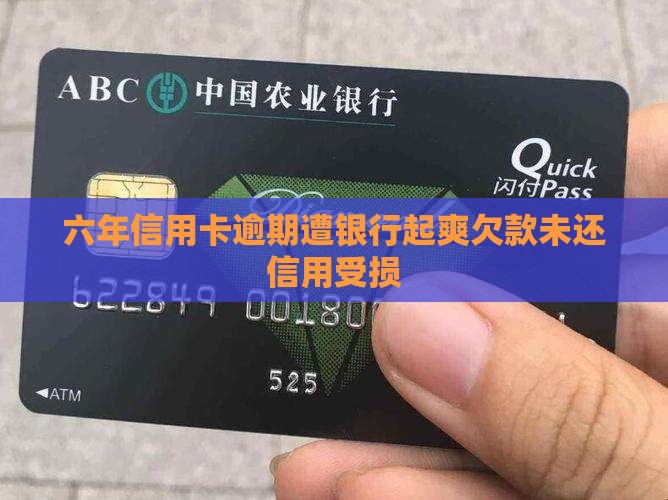 ABC 中国农业银行
Quick
闪付Pass
六年信用卡逾期遭银行起爽欠款未还
信用受损
622849 00180
525
◀ATM